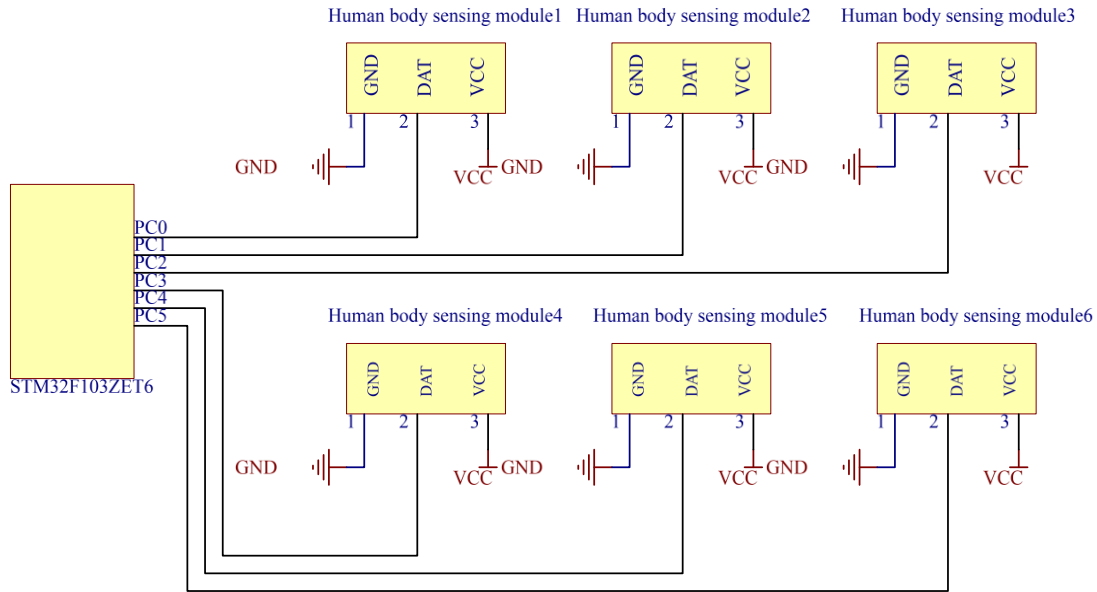 Human body sensing module1
Human body sensing module2
Human body sensing module3
GND
DAT
VCC
GND
DAT
VCC
GND
DAT
VCC
1
2
3
1
2
3
1
2
3
GND
VCC
GND
VCC
GND
VCC
PC0
PC1
PC2
PC3
PC4
PC5
STM32F103ZET6
Human body sensing module4
Human body sensing module5
Human body sensing module6
GND
DAT
VCC
GND
DAT
VCC
GND
DAT
VCC
1
2
3
1
2
3
1
2
3
GND
VCC
GND
VCC
GND
VCC